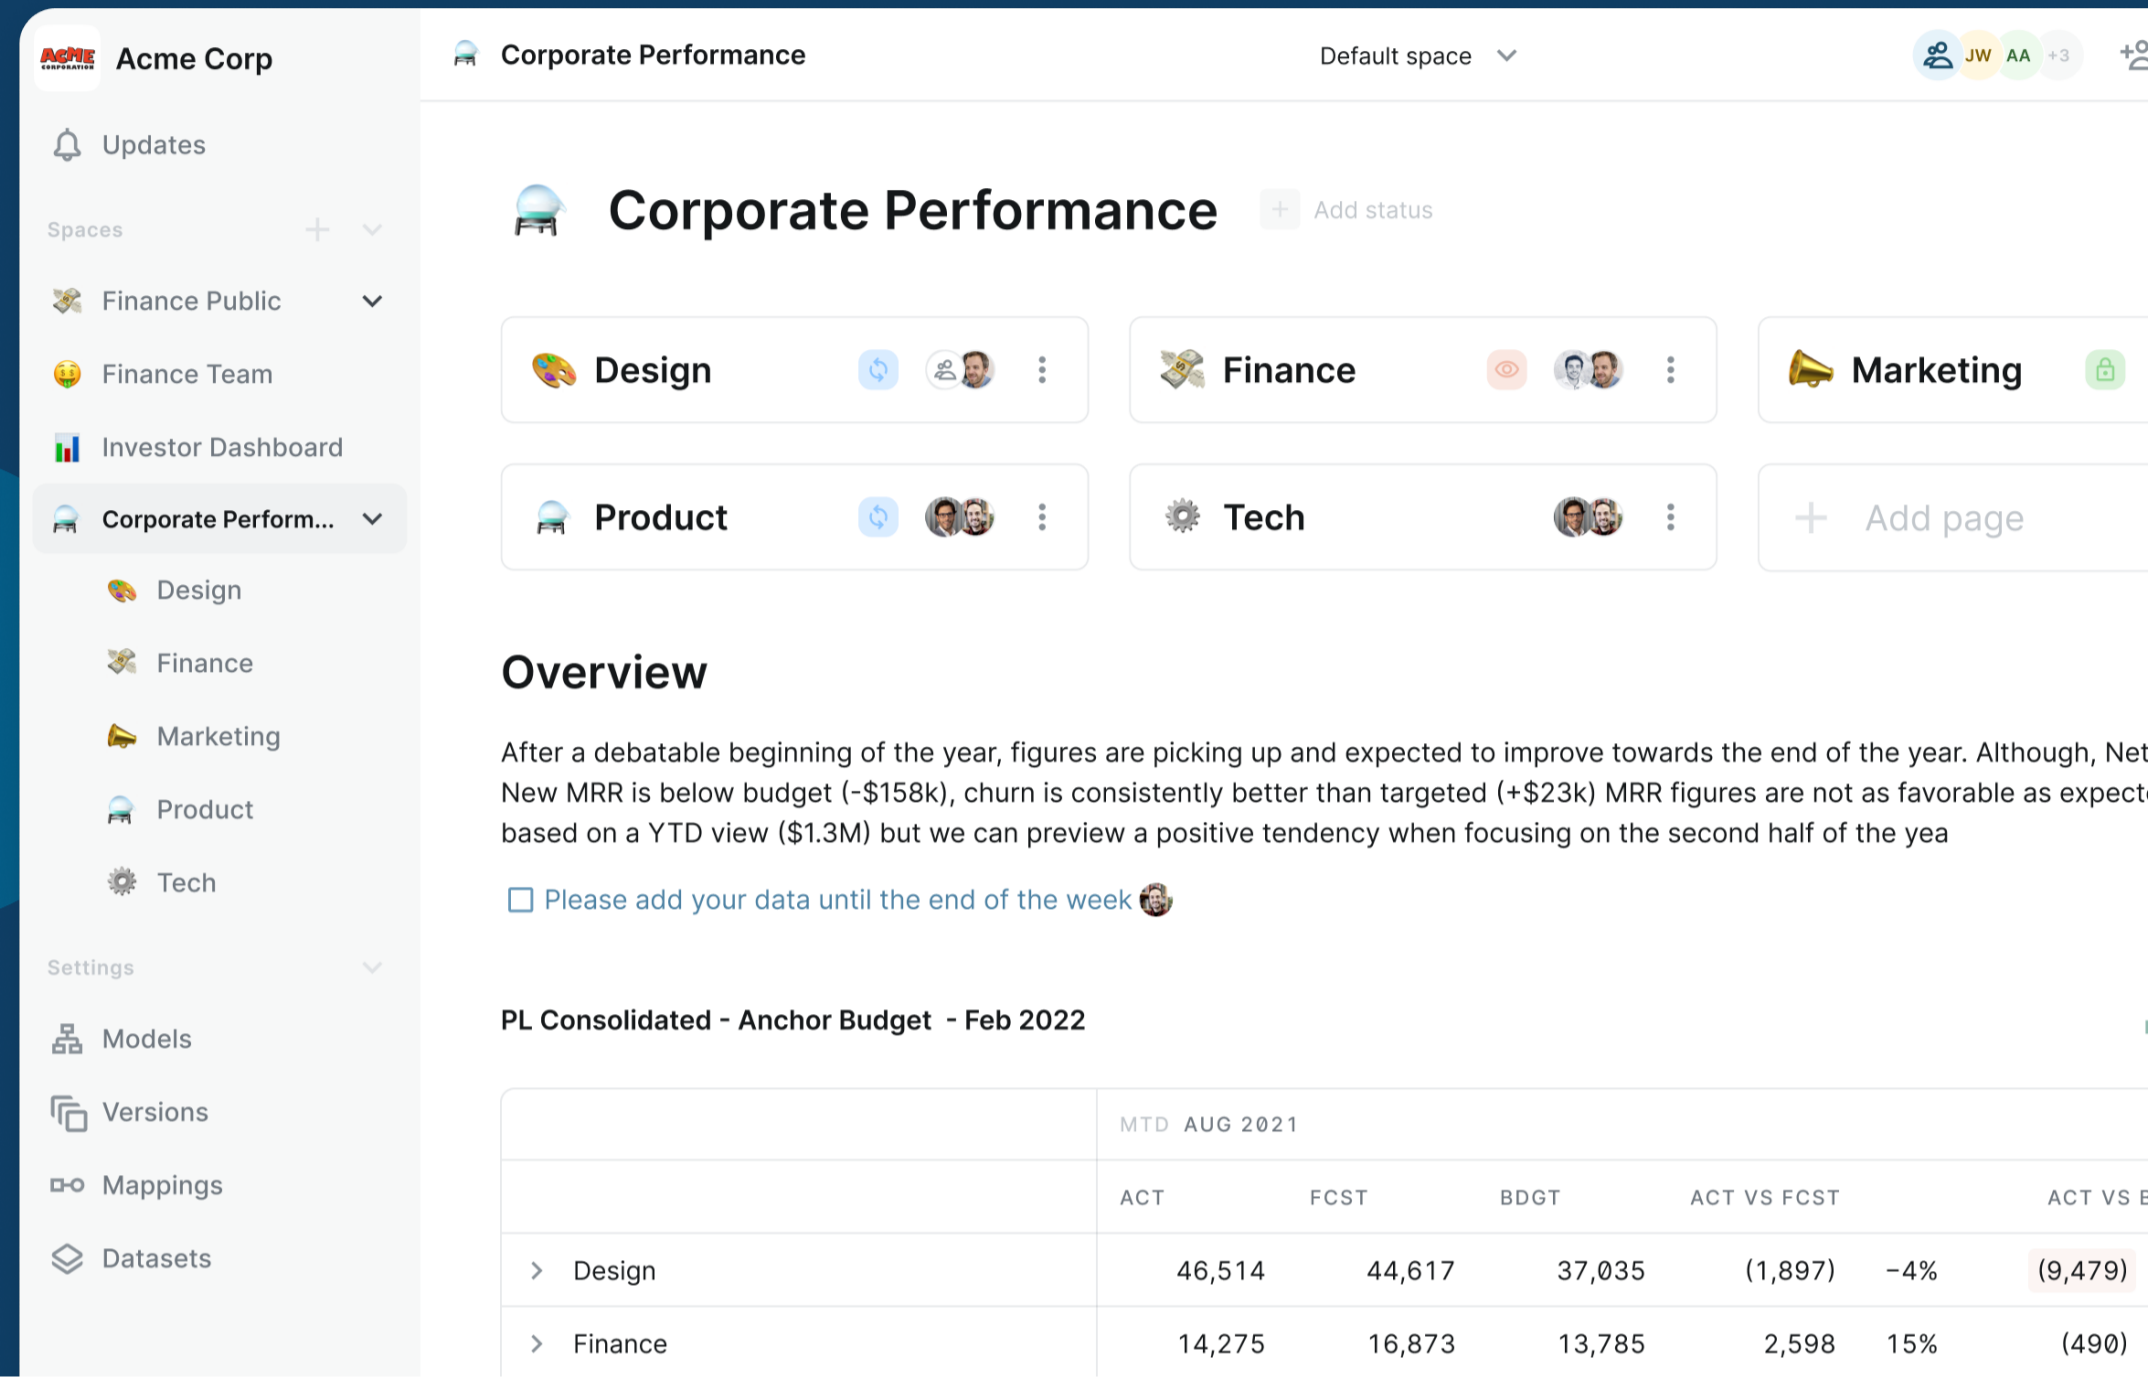 ACME
CORPORATION
Acme Corp
Updates
Spaces
Finance Public
Finance Team
Investor Dashboard
Corporate Perform...
Design
Finance
Marketing
Product
Tech
Settings
Models
Versions
Mappings
Datasets
Corporate Performance
Default space
JW AA +3
Corporate Performance
Add status
Design
Finance
Marketing
Product
Tech
Add page
Overview
After a debatable beginning of the year, figures are picking up and expected to improve towards the end of the year. Although, Net
New MRR is below budget (-$158k), churn is consistently better than targeted (+$23k) MRR figures are not as favorable as expect
based on a YTD view ($1.3M) but we can preview a positive tendency when focusing on the second half of the yea
Please add your data until the end of the week
PL Consolidated - Anchor Budget - Feb 2022
MTD AUG 2021
ACT FCST BDGT ACT VS FCST ACT VS
Design 46,514 44,617 37,035 (1,897) −4% (9,479)
Finance 14,275 16,873 13,785 2,598 15% (490)